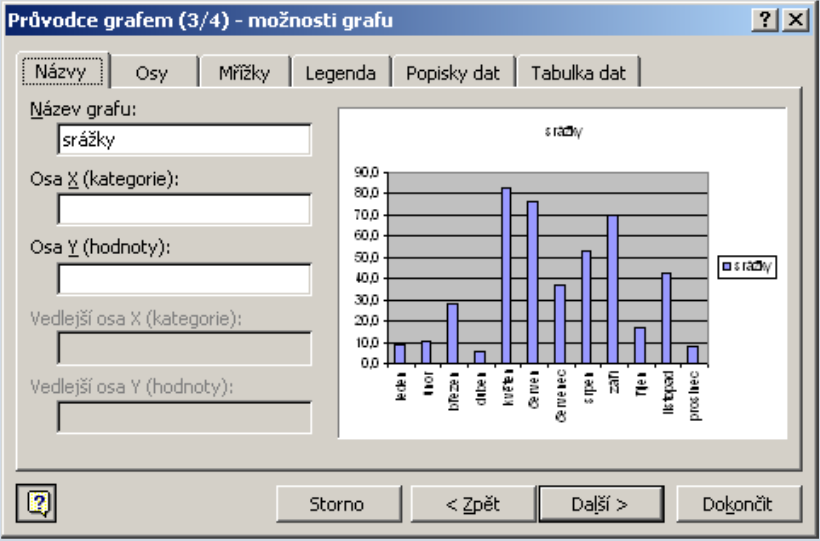 Průvodce grafem (3/4) - možnosti grafu
Názvy Osy Mřížky Legenda Popisky dat Tabulka dat
Název grafu:
srážky
Osa X (kategorie):
Osa Y (hodnoty):
Vedlejší osa X (kategorie):
Vedlejší osa Y (hodnoty):
srážky
90,0
80,0
70,0
60,0
50,0
40,0
30,0
20,0
10,0
0,0
leden
únor
březen
duben
květen
červen
červenec
srpen
září
říjen
listopad
prosinec
srážky
Storno
< Zpět
Další >
Dokončit